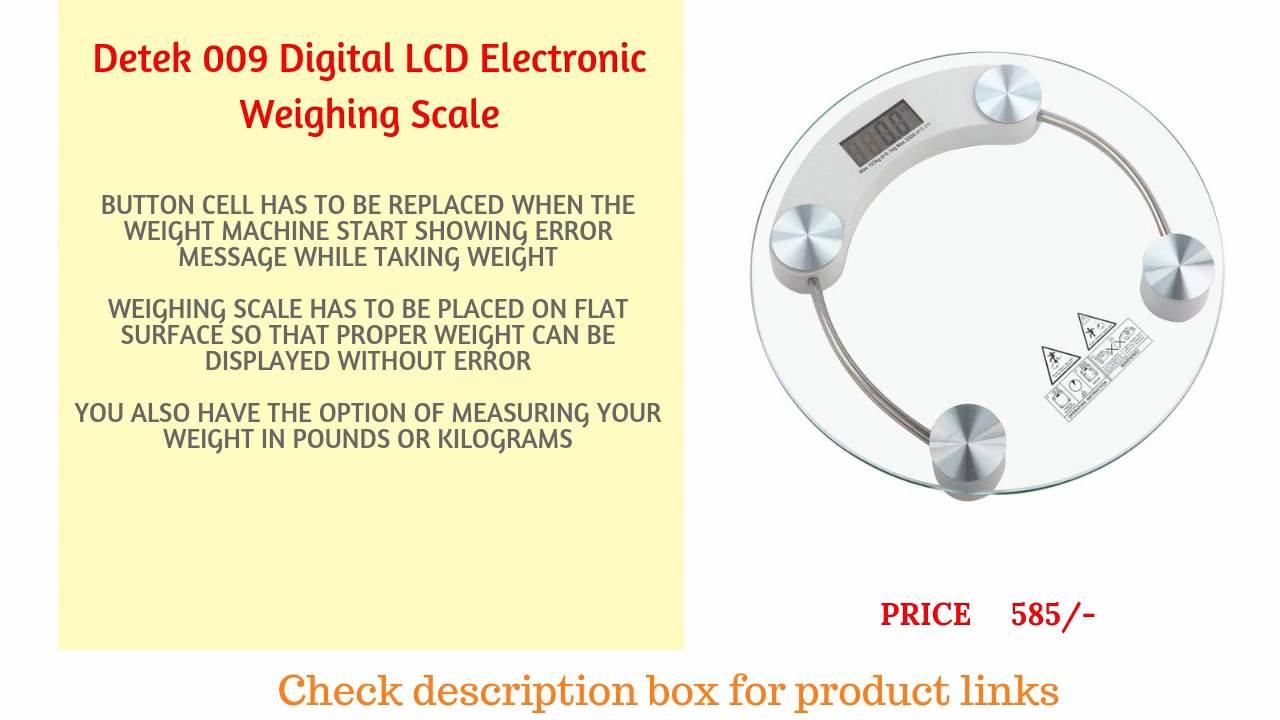 Detek 009 Digital LCD Electronic
Weighing Scale
BUTTON CELL HAS TO BE REPLACED WHEN THE
WEIGHT MACHINE START SHOWING ERROR
MESSAGE WHILE TAKING WEIGHT
WEIGHING SCALE HAS TO BE PLACED ON FLAT
SURFACE SO THAT PROPER WEIGHT CAN BE
DISPLAYED WITHOUT ERROR
YOU ALSO HAVE THE OPTION OF MEASURING YOUR
WEIGHT IN POUNDS OR KILOGRAMS
PRICE 585/-
Check description box for product links